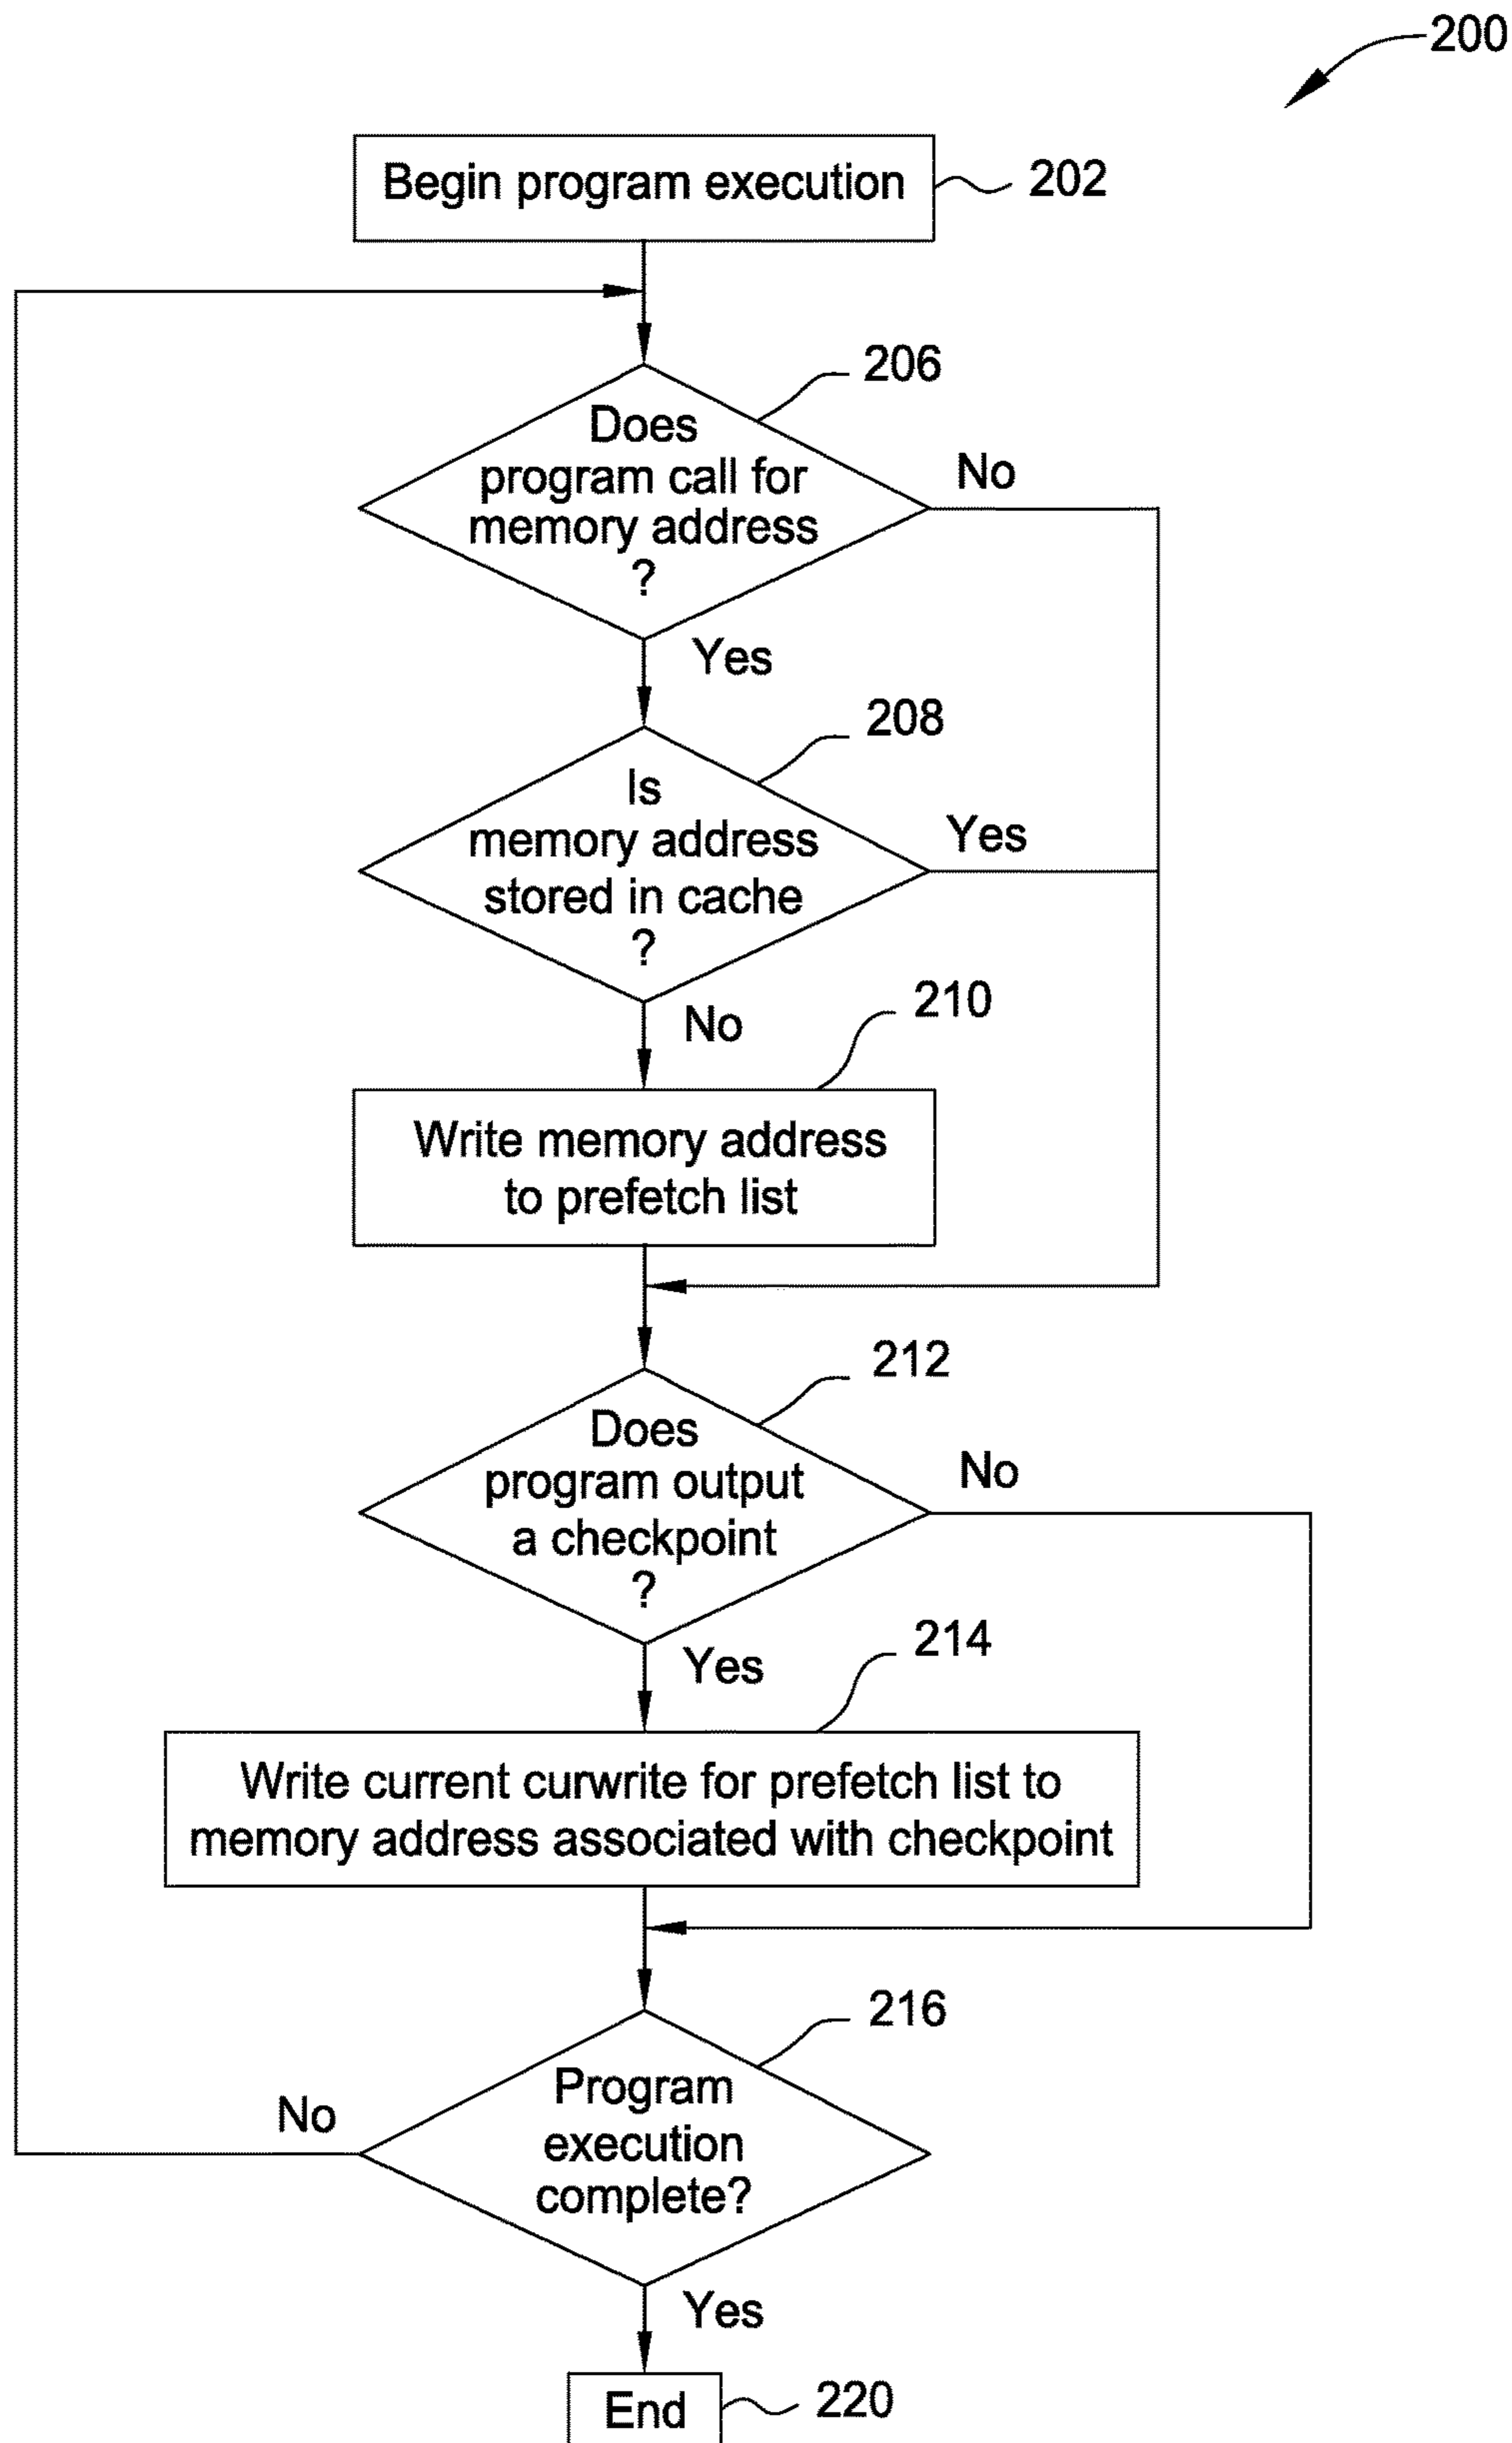 200
Begin program execution
202
206
Does
program call for
memory address
?
No
Yes
208
Is
memory address
stored in cache
?
Yes
No
210
Write memory address
to prefetch list
212
Does
program output
a checkpoint
?
No
Yes
214
Write current curwrite for prefetch list to
memory address associated with checkpoint
216
Program
execution
complete?
No
Yes
End
220